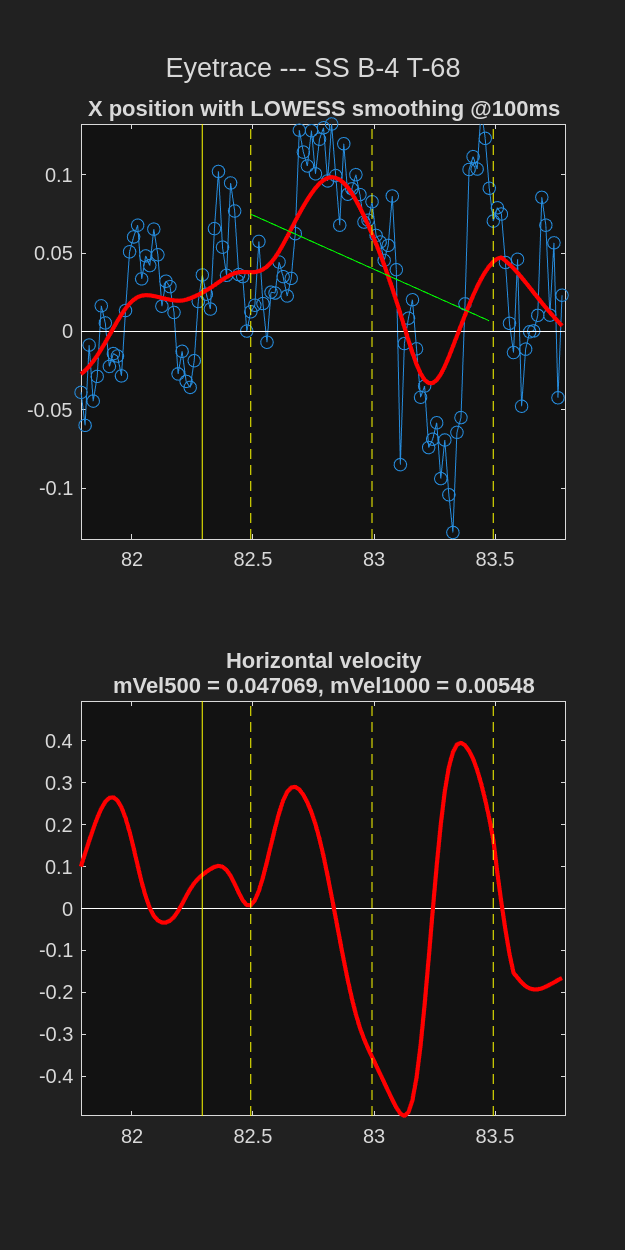 Eyetrace --- SS B-4 T-68
X position with LOWESS smoothing @100ms
0.1
0.05
0
-0.05
-0.1
82 82.5 83 83.5
Horizontal velocity
mVel500 = 0.047069, mVel1000 = 0.00548
0.4
0.3
0.2
0.1
0
-0.1
-0.2
-0.3
-0.4
82 82.5 83 83.5